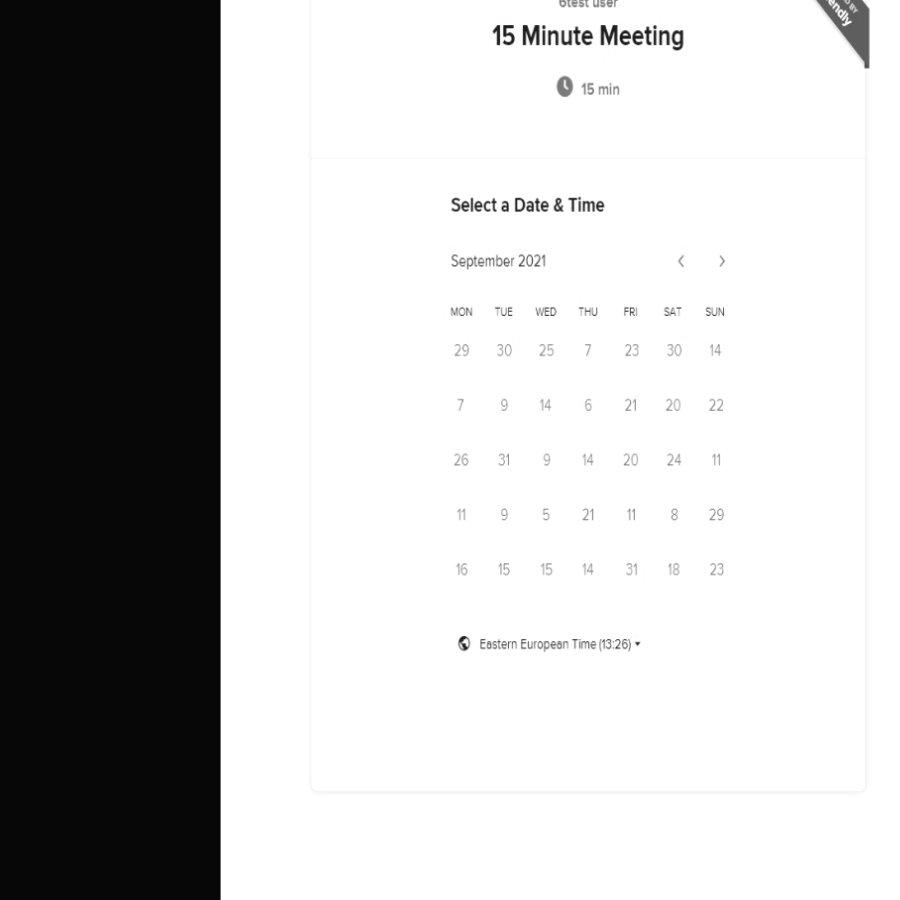 6test user
15 Minute Meeting
15 min
Select a Date & Time
September 2021
MON TUE WED THU FRI SAT SUN
29 30 25 7 23 30 14
7 9 14 6 21 20 22
26 31 9 14 20 24 11
11 9 5 21 11 8 29
16 15 15 14 31 18 23
Eastern European Time (13:26)